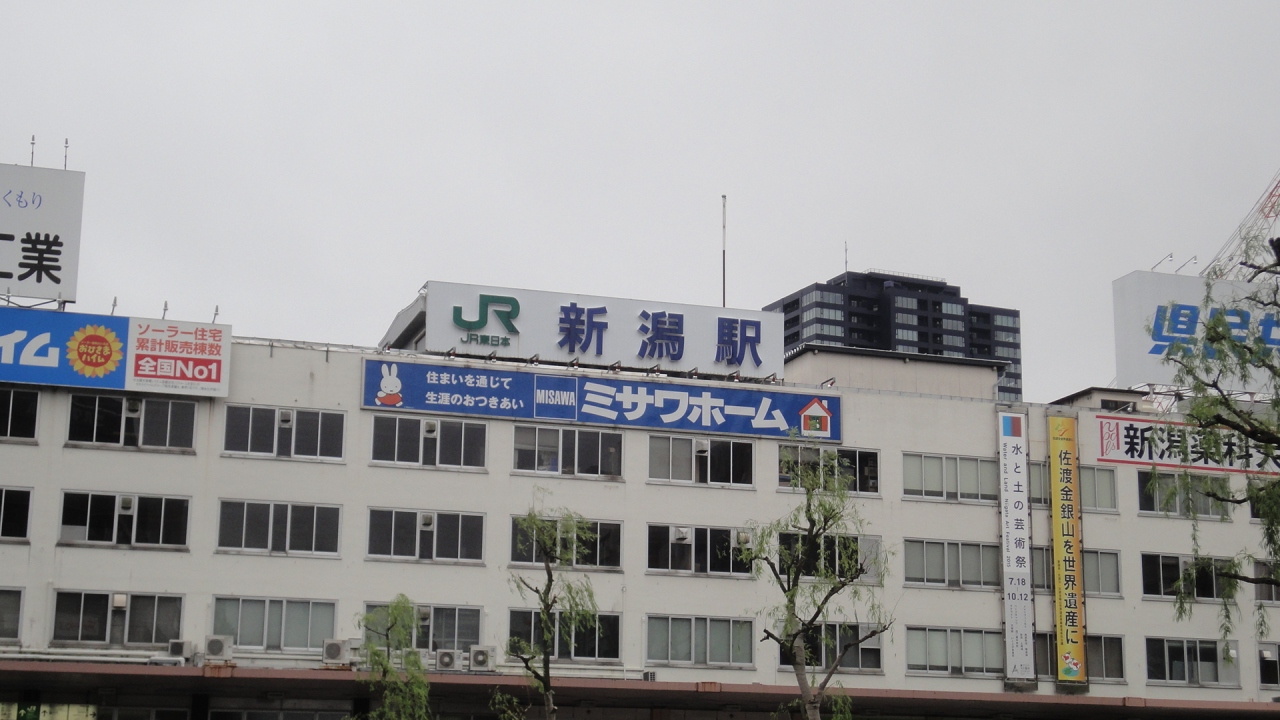 くもり
工業
イム
おひさま
ハイム
ソーラー住宅
累計販売棟数
全国No1
JR
JR東日本
新潟駅
住まいを通じて
生涯のおつきあい
MISAWA
ミサワホーム
水と土の芸術祭
7.18
10.12
佐渡金銀山を世界遺産に
新潟薬科大
県民